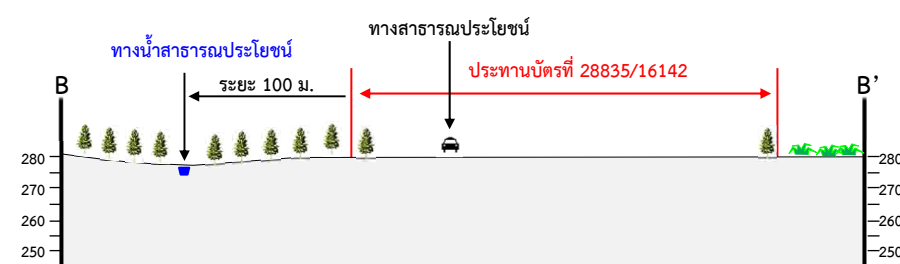 ทางสาธารณประโยชน์
ทางน้ำสาธารณประโยชน์
ประทานบัตรที่ 28835/16142
B
ระยะ 100 ม.
B'
280
280
270
270
260
260
250
250